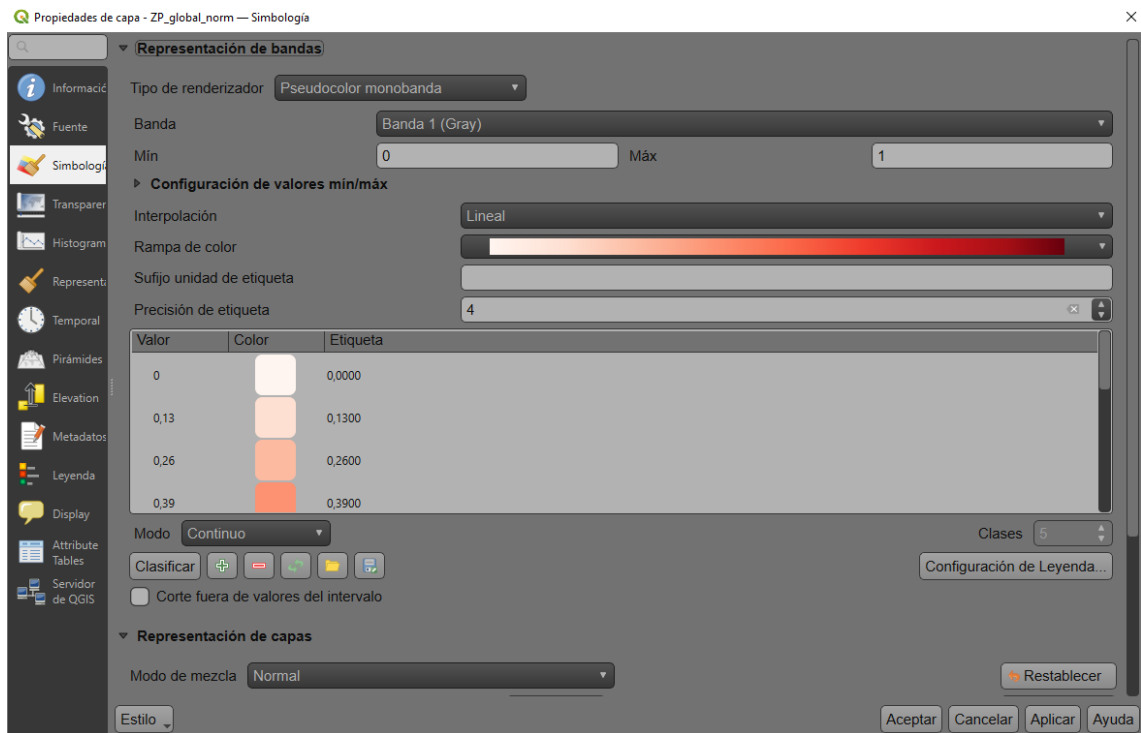 Propiedades de capa - ZP_global_norm — Simbología
Informació
Fuente
Simbologí
Transparer
Histogram
Representa
Temporal
Pirámides
Elevation
Metadatos
Leyenda
Display
Attribute
Tables
Servidor
de QGIS
Representación de bandas
Tipo de renderizador Pseudocolor monobanda
Banda Banda 1 (Gray)
Mín 0 Máx 1
Configuración de valores mín/máx
Interpolación Lineal
Rampa de color
Sufijo unidad de etiqueta
Precisión de etiqueta 4
Valor Color Etiqueta
0 0,0000
0,13 0,1300
0,26 0,2600
0,39 0,3900
Modo Continuo Clases 5
Clasificar Configuración de Leyenda...
Corte fuera de valores del intervalo
Representación de capas
Modo de mezcla Normal Restablecer
Estilo Aceptar Cancelar Aplicar Ayuda